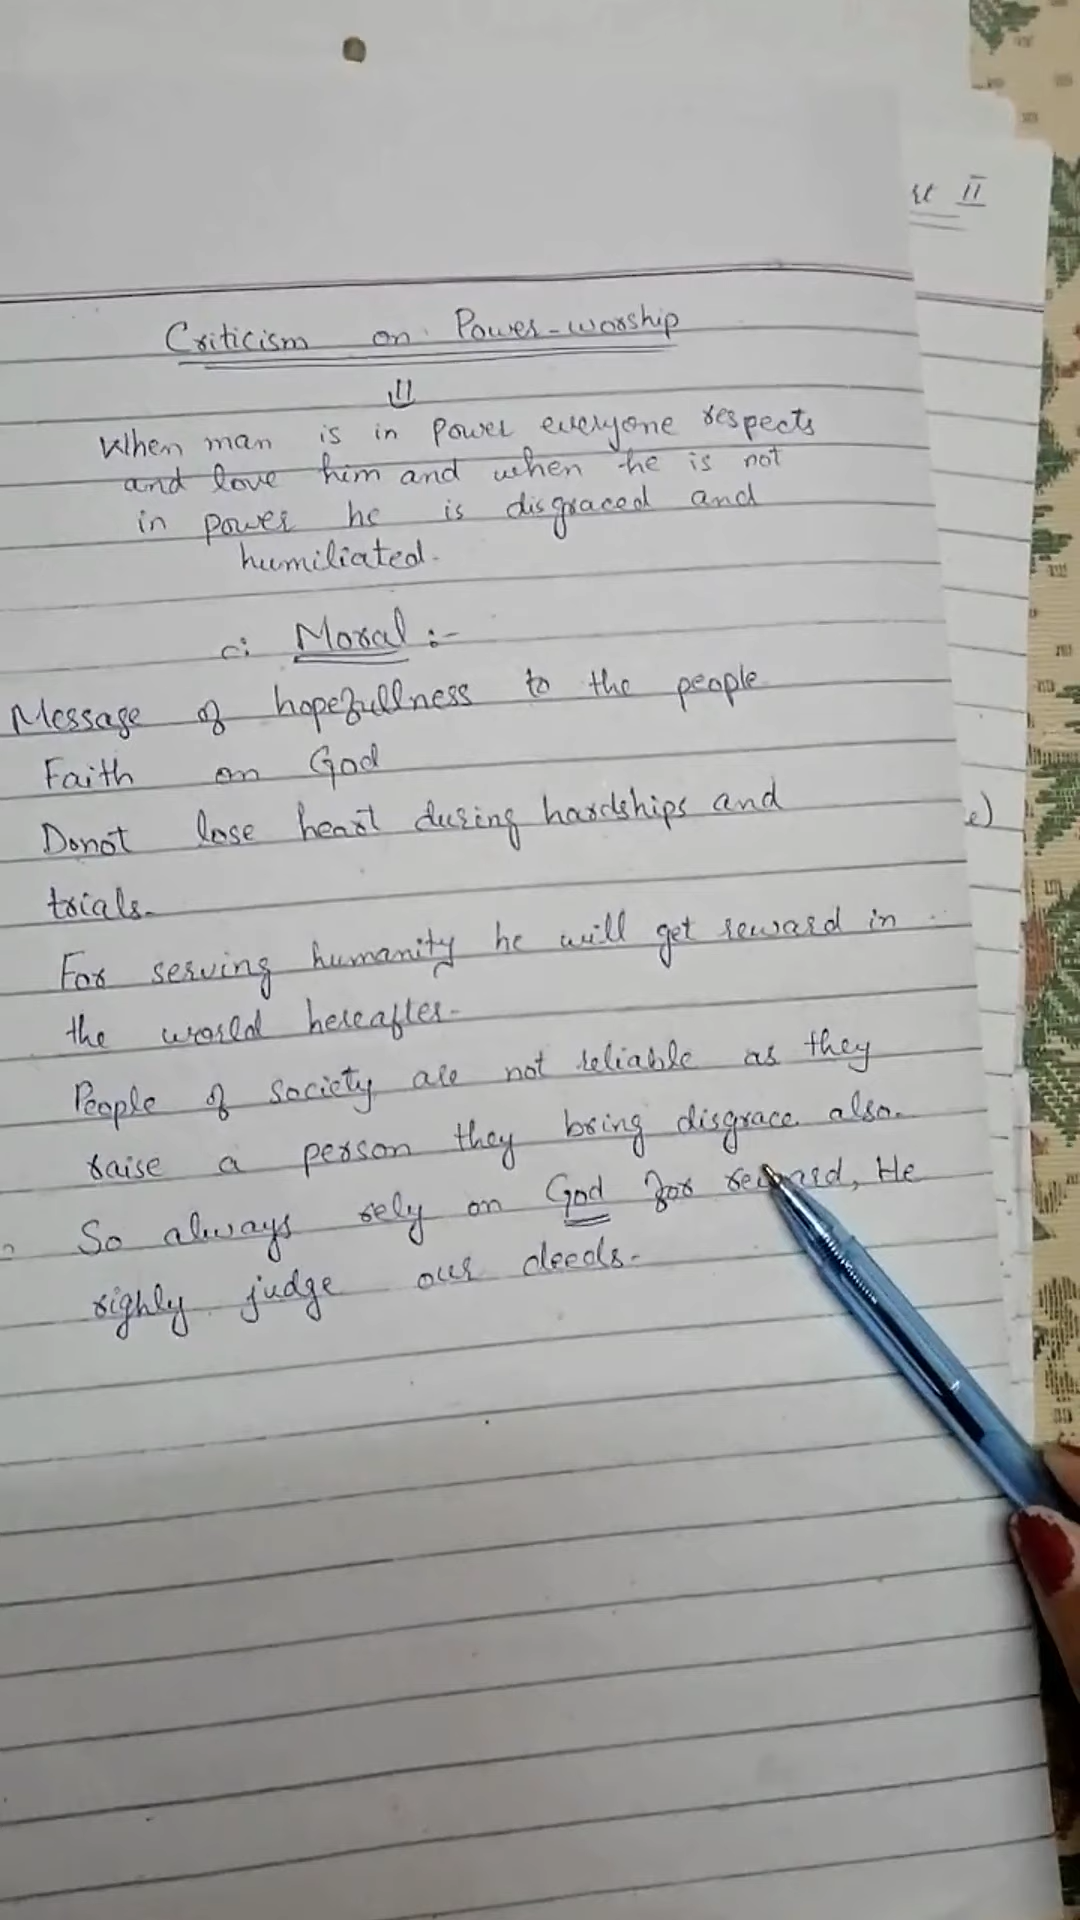 rt II
Criticism on Power-worship
When man is in power everyone respects
and love him and when he is not
in power he is disgraced and
humiliated.
c: Moral :-
Message of hopefullness to the people
Faith on God
Donot lose heart during hardships and
trials.
e)
For serving humanity he will get reward in
the world hereafter.
People of society are not reliable as they
raise a person they bring disgrace also.
So always rely on God for reward, He
righly judge our deeds.